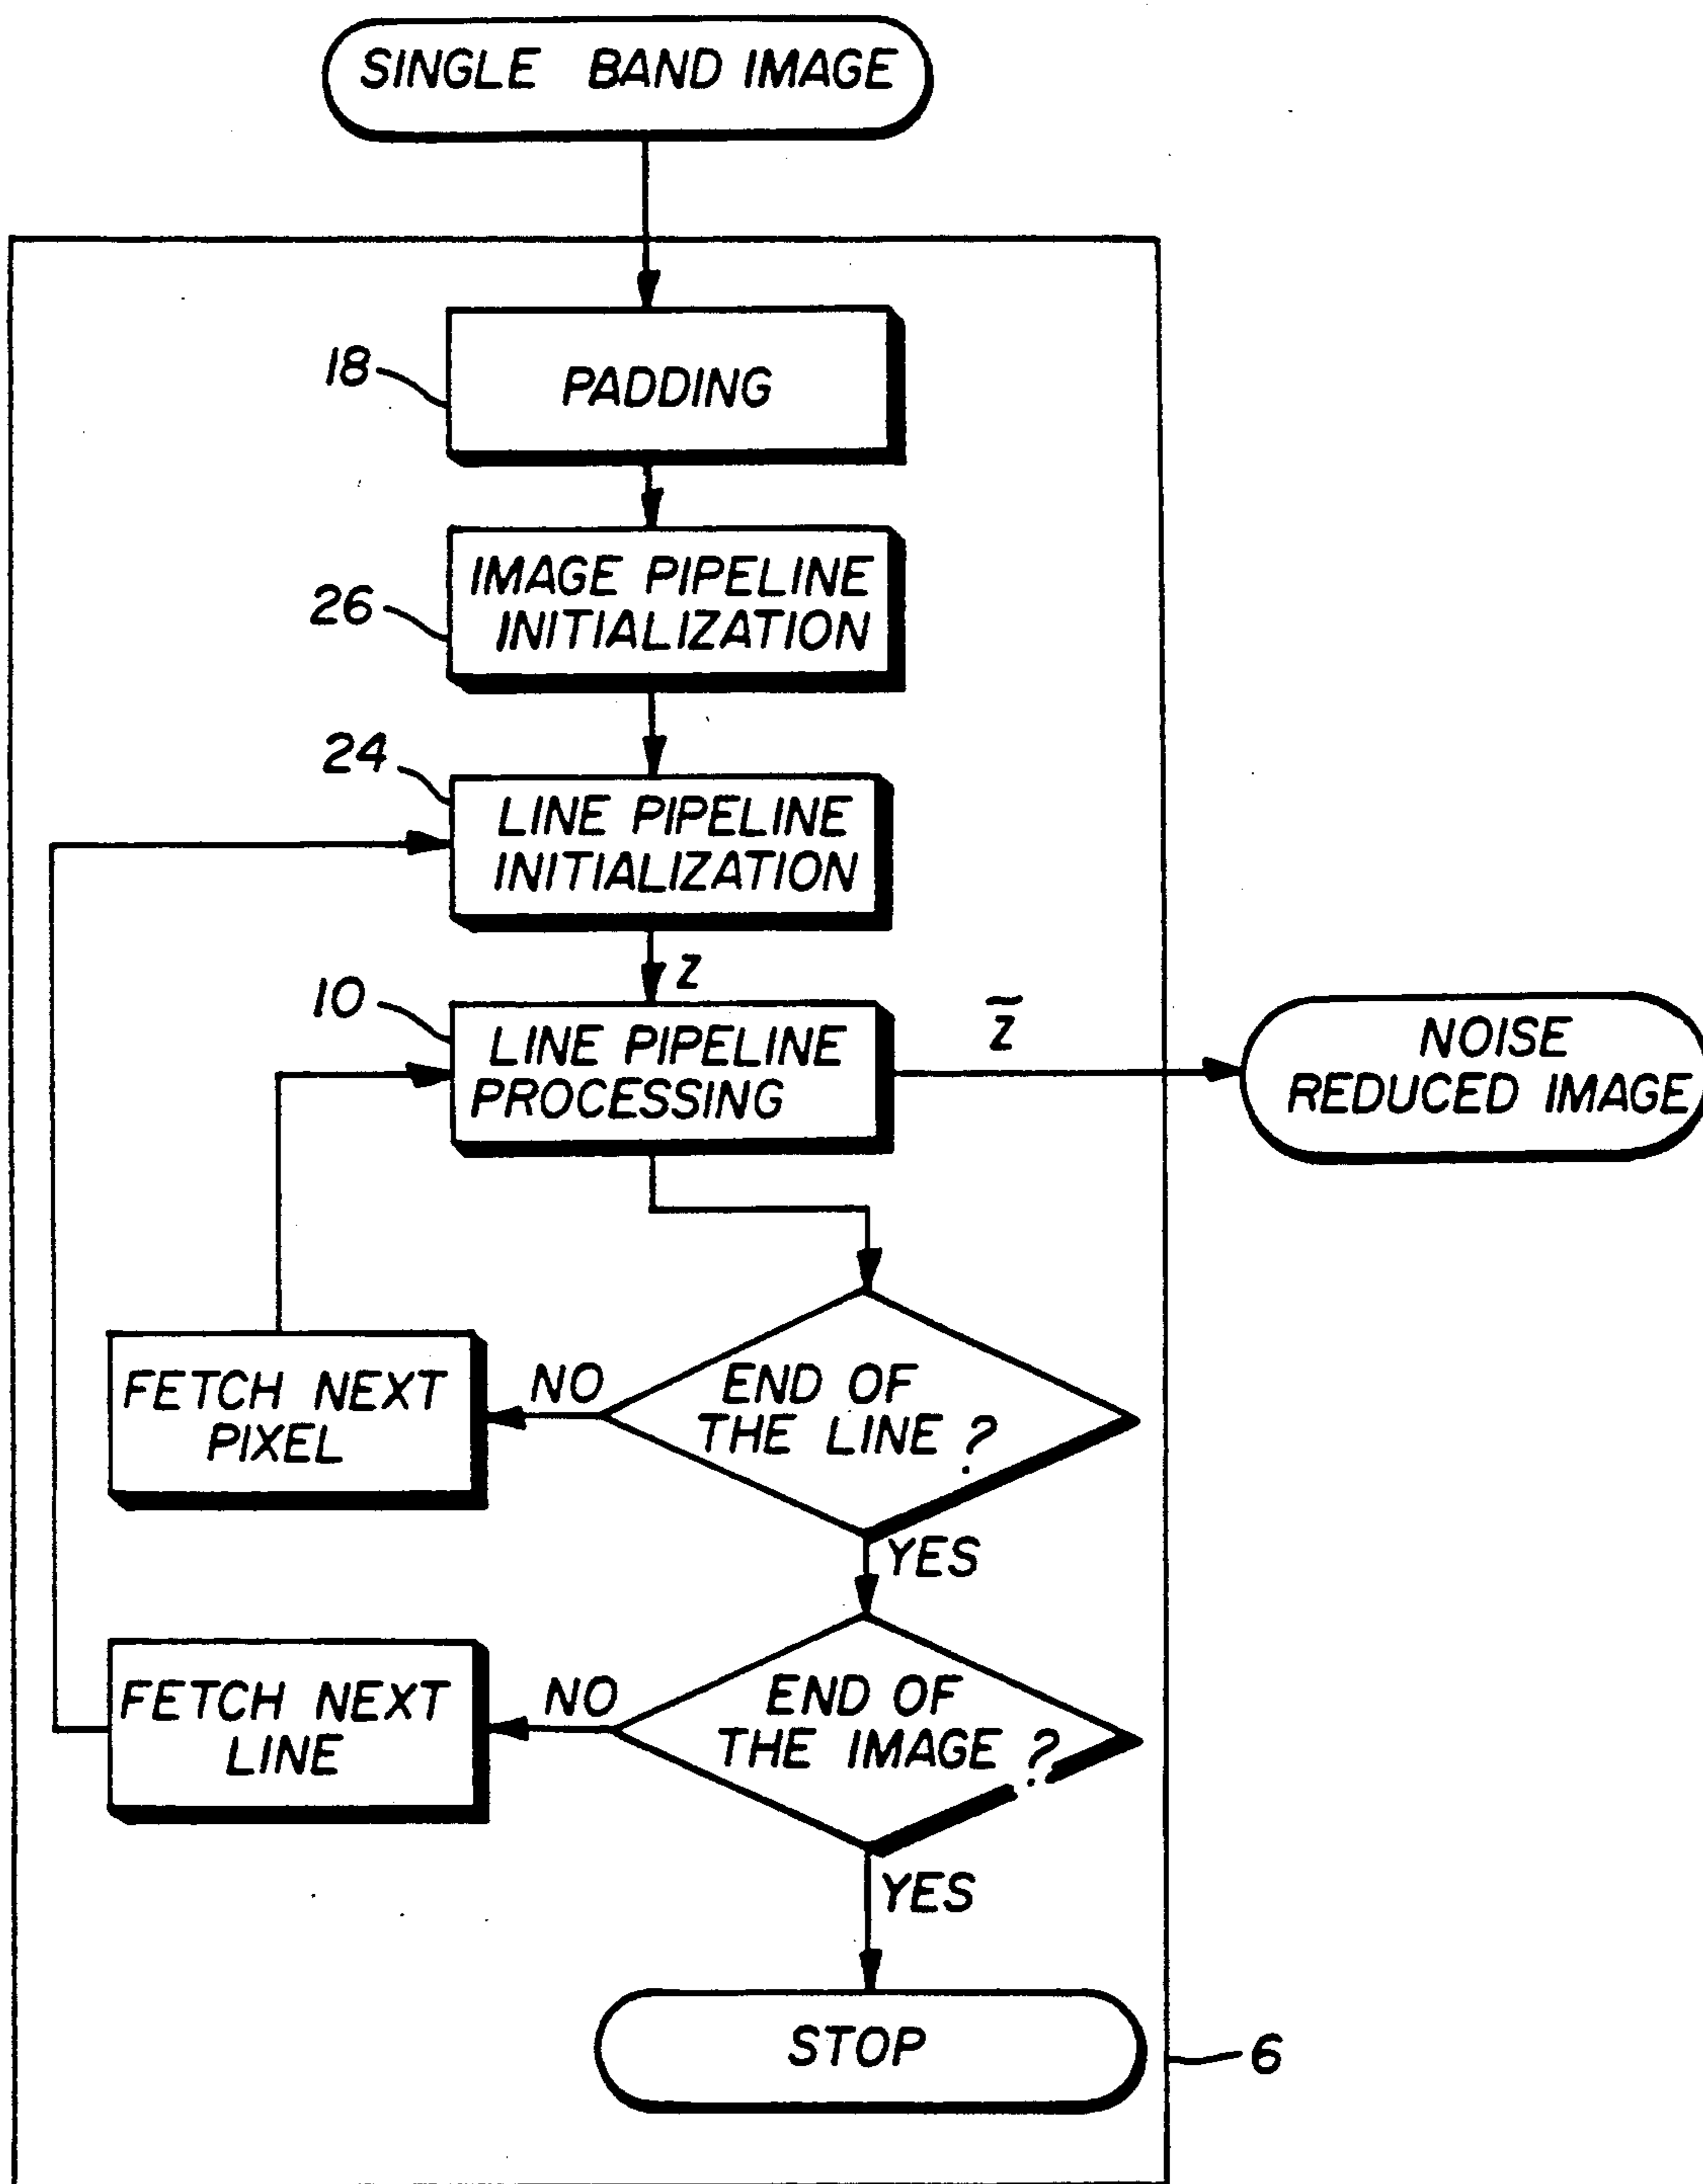 SINGLE BAND IMAGE
18
PADDING
26
IMAGE PIPELINE
INITIALIZATION
24
LINE PIPELINE
INITIALIZATION
z
10
LINE PIPELINE
PROCESSING
z̅
NOISE
REDUCED IMAGE
FETCH NEXT
PIXEL
NO
END OF
THE LINE ?
YES
FETCH NEXT
LINE
NO
END OF
THE IMAGE ?
YES
STOP
6